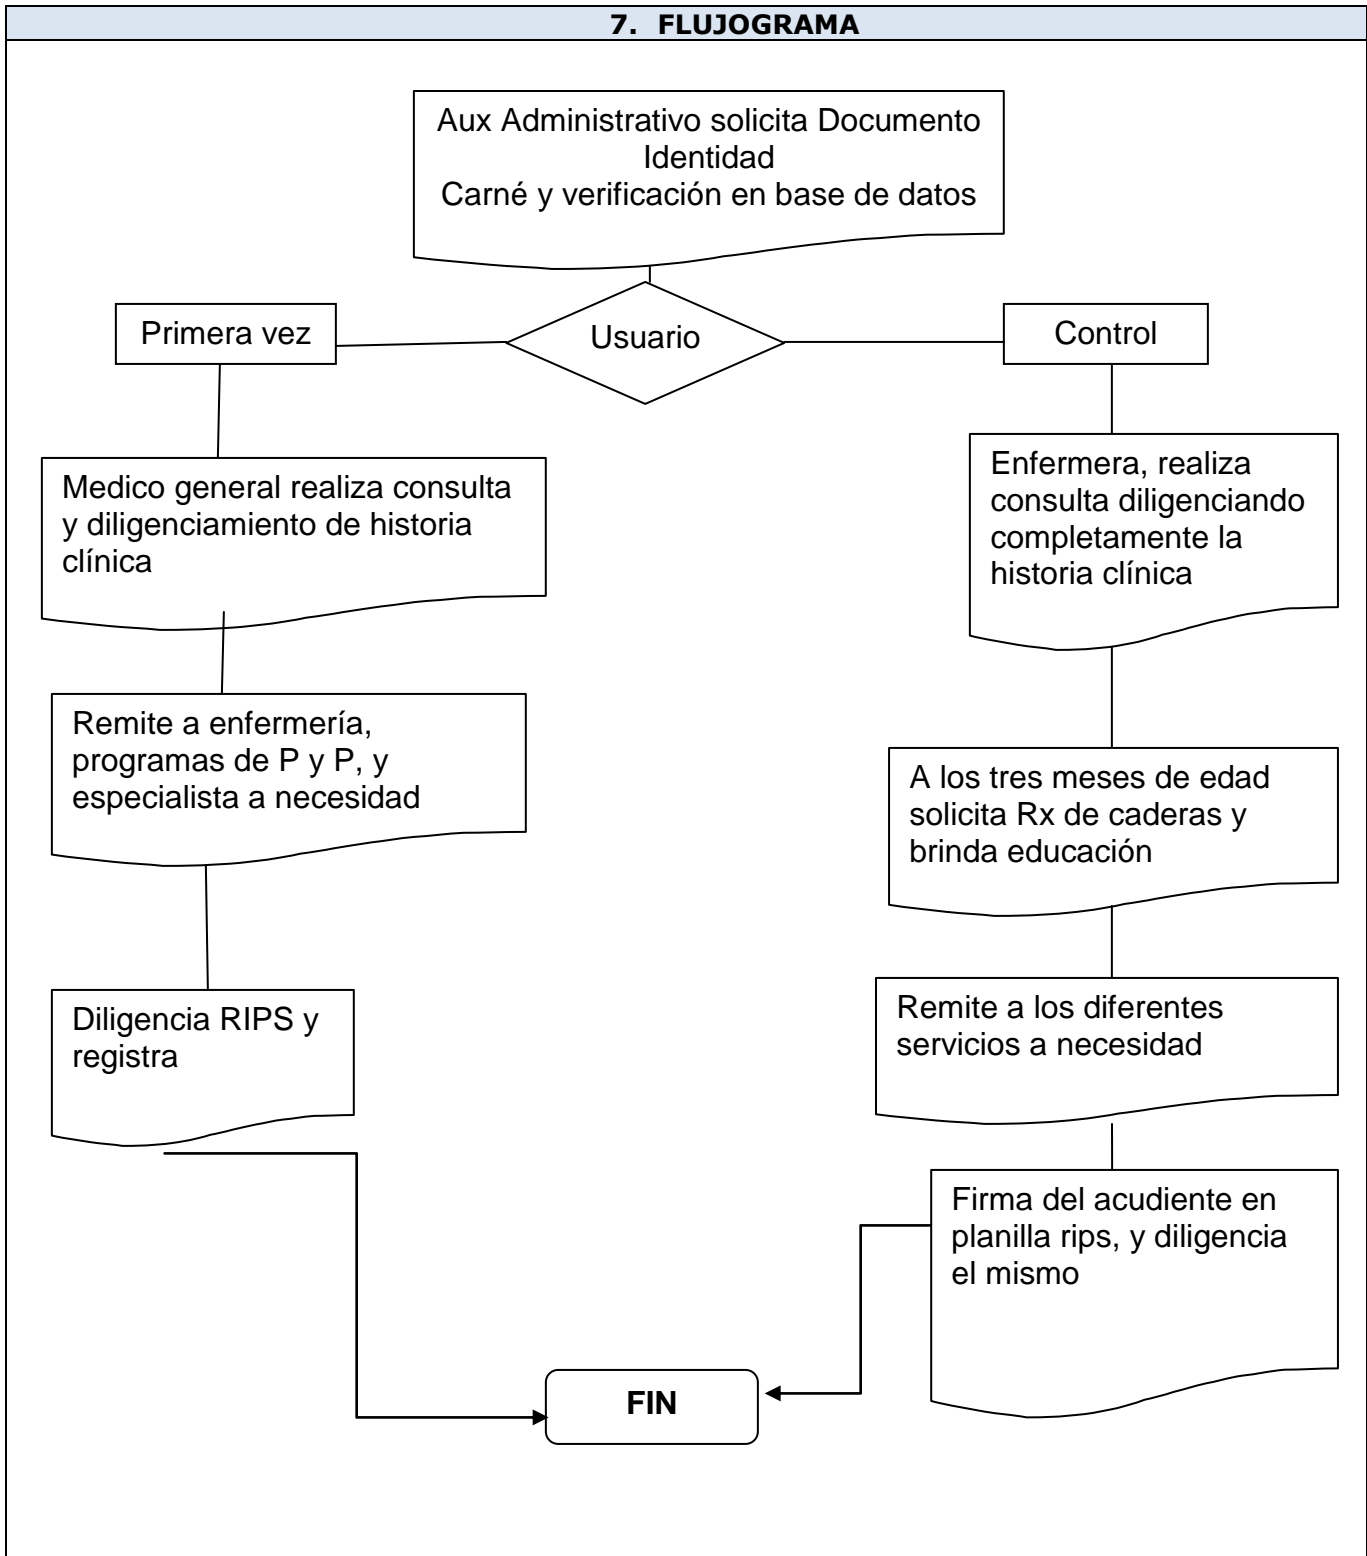 7. FLUJOGRAMA
Aux Administrativo solicita Documento
Identidad
Carné y verificación en base de datos
Primera vez
Usuario
Control
Medico general realiza consulta
y diligenciamiento de historia
clínica
Remite a enfermería,
programas de P y P, y
especialista a necesidad
Diligencia RIPS y
registra
Enfermera, realiza
consulta diligenciando
completamente la
historia clínica
A los tres meses de edad
solicita Rx de caderas y
brinda educación
Remite a los diferentes
servicios a necesidad
Firma del acudiente en
planilla rips, y diligencia
el mismo
FIN